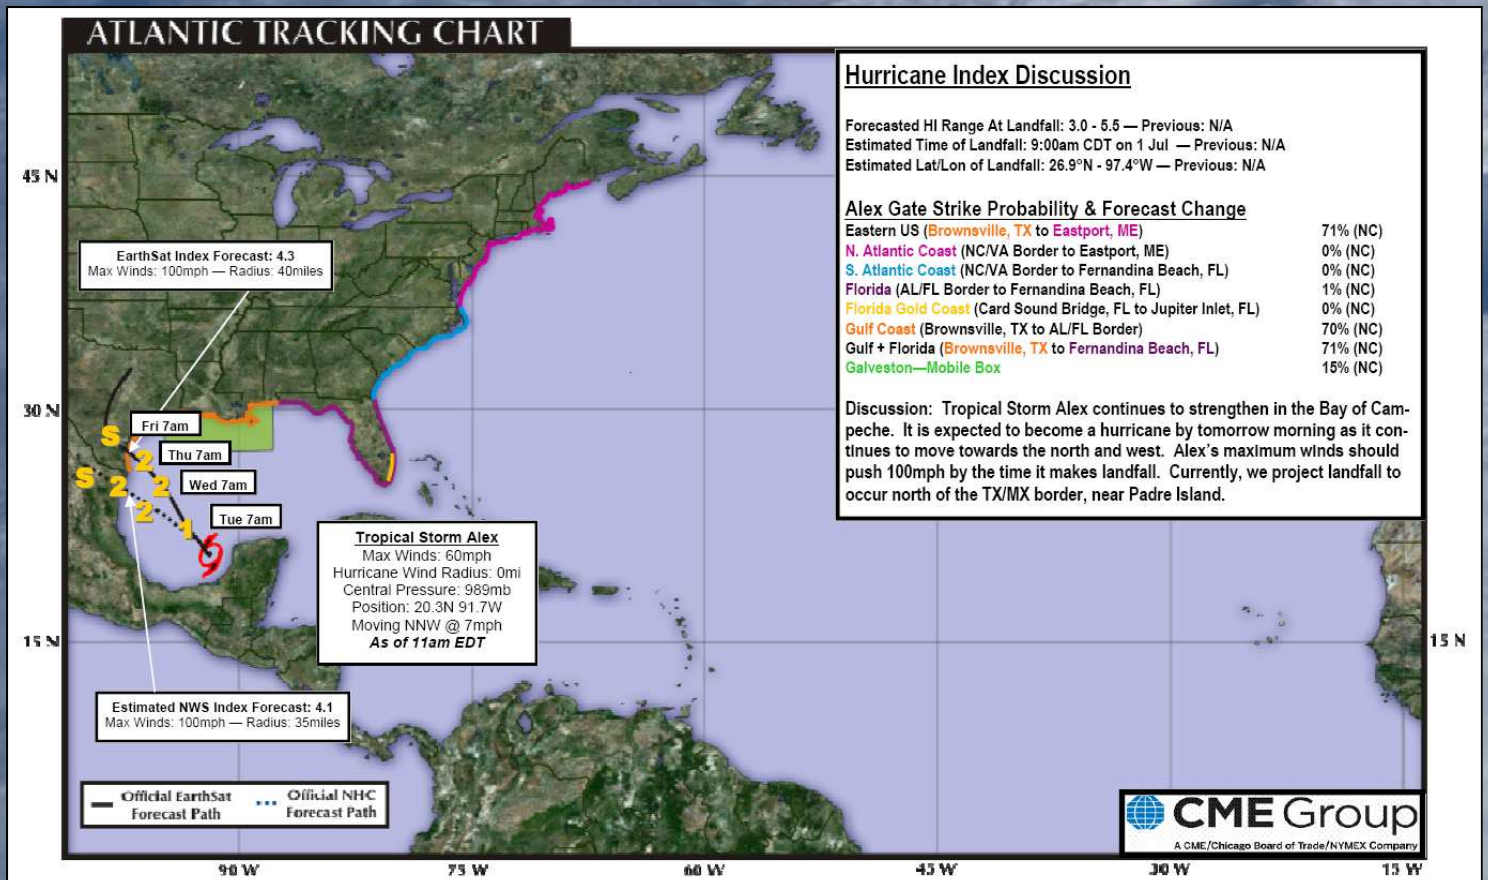 ATLANTIC TRACKING CHART
Hurricane Index Discussion
Forecasted HI Range At Landfall: 3.0 - 5.5 — Previous: N/A
Estimated Time of Landfall: 9:00am CDT on 1 Jul — Previous: N/A
Estimated Lat/Lon of Landfall: 26.9°N - 97.4°W — Previous: N/A
Alex Gate Strike Probability & Forecast Change
Eastern US (Brownsville, TX to Eastport, ME) 71% (NC)
N. Atlantic Coast (NC/VA Border to Eastport, ME) 0% (NC)
S. Atlantic Coast (NC/VA Border to Fernandina Beach, FL) 0% (NC)
Florida (AL/FL Border to Fernandina Beach, FL) 1% (NC)
Florida Gold Coast (Card Sound Bridge, FL to Jupiter Inlet, FL) 0% (NC)
Gulf Coast (Brownsville, TX to AL/FL Border) 70% (NC)
Gulf + Florida (Brownsville, TX to Fernandina Beach, FL) 71% (NC)
Galveston—Mobile Box 15% (NC)
Discussion: Tropical Storm Alex continues to strengthen in the Bay of Cam-
peche. It is expected to become a hurricane by tomorrow morning as it con-
tinues to move towards the north and west. Alex's maximum winds should
push 100mph by the time it makes landfall. Currently, we project landfall to
occur north of the TX/MX border, near Padre Island.
45 N
EarthSat Index Forecast: 4.3
Max Winds: 100mph — Radius: 40miles
30 N
Fri 7am
S
Thu 7am
2
S
2
2
Wed 7am
2
1
Tue 7am
Tropical Storm Alex
Max Winds: 60mph
Hurricane Wind Radius: 0mi
Central Pressure: 989mb
Position: 20.3N 91.7W
Moving NNW @ 7mph
As of 11am EDT
15 N
15 N
Estimated NWS Index Forecast: 4.1
Max Winds: 100mph — Radius: 35miles
Official EarthSat
Forecast Path
Official NHC
Forecast Path
CME Group
A CME/Chicago Board of Trade/NYMEX Company
90 W
75 W
60 W
45 W
30 W
15 W